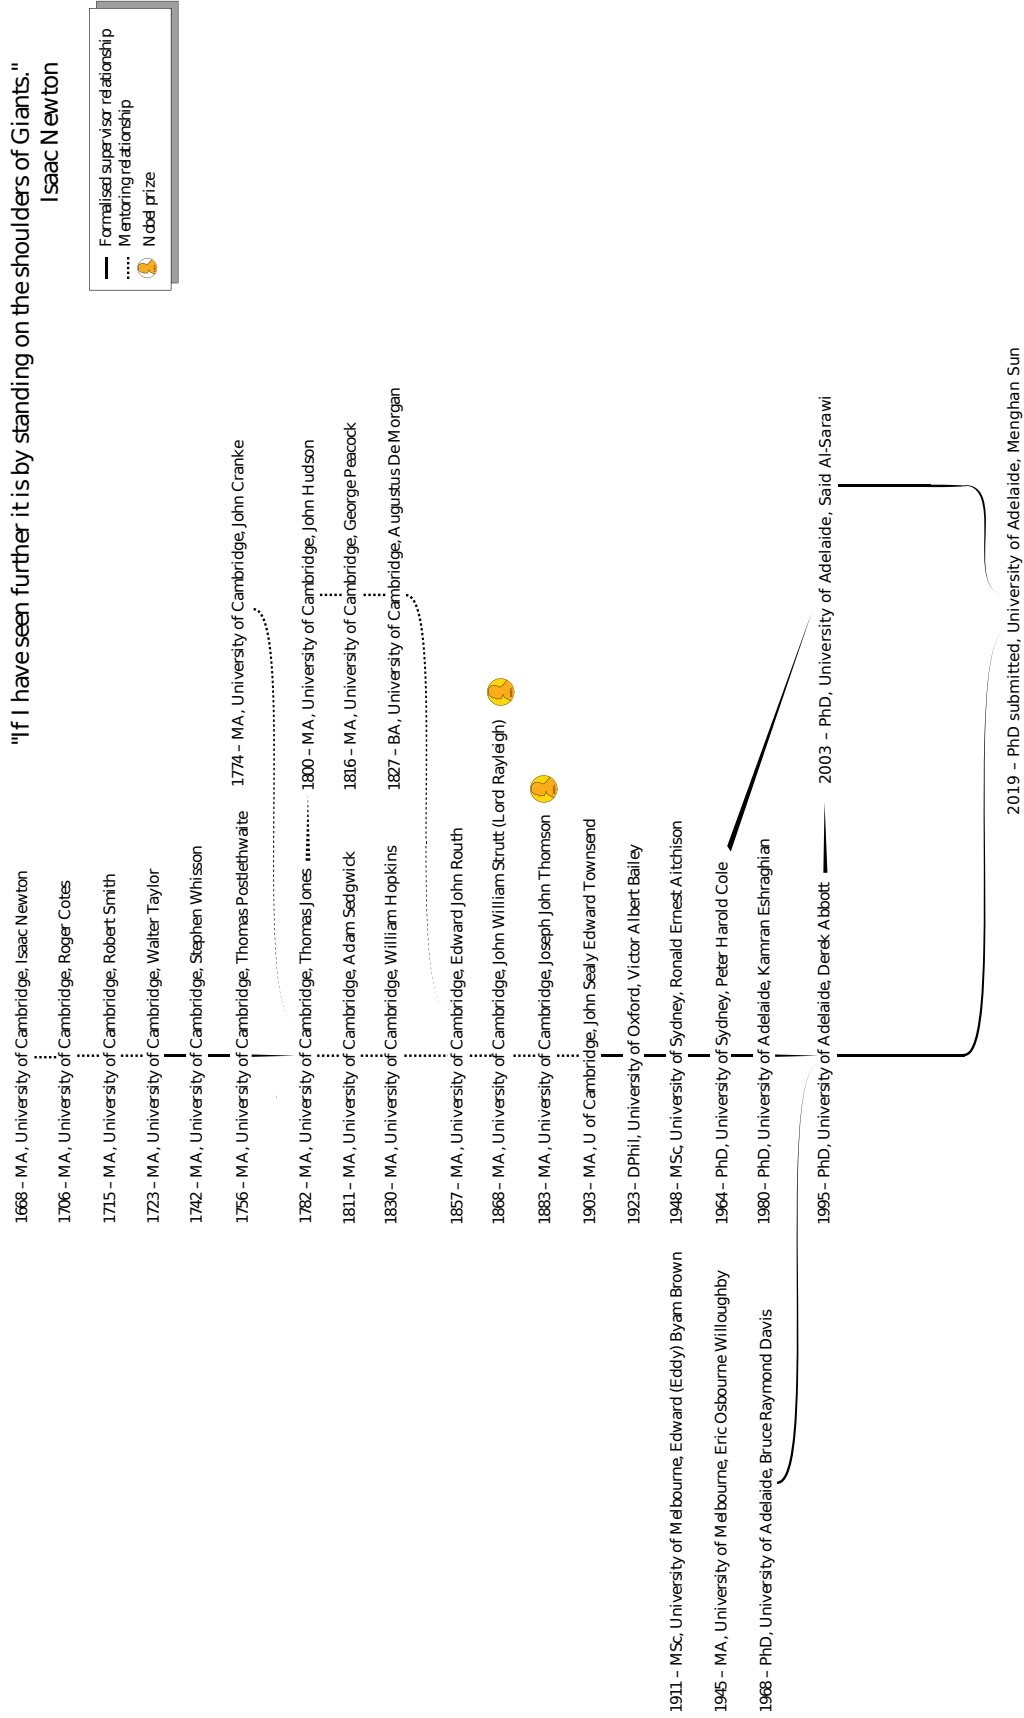 "If I have seen further it is by standing on the shoulders of Giants."
Isaac Newton
Formalised supervisor relationship
Mentoring relationship
Nobel prize
1668 – MA, University of Cambridge, Isaac Newton
1706 – MA, University of Cambridge, Roger Cotes
1715 – MA, University of Cambridge, Robert Smith
1723 – MA, University of Cambridge, Walter Taylor
1742 – MA, University of Cambridge, Stephen Whisson
1756 – MA, University of Cambridge, Thomas Postlethwaite
1774 – MA, University of Cambridge, John Cranke
1782 – MA, University of Cambridge, Thomas Jones
1800 – MA, University of Cambridge, John Hudson
1811 – MA, University of Cambridge, Adam Sedgwick
1816 – MA, University of Cambridge, George Peacock
1830 – MA, University of Cambridge, William Hopkins
1827 – BA, University of Cambridge, Augustus De Morgan
1857 – MA, University of Cambridge, Edward John Routh
1868 – MA, University of Cambridge, John William Strutt (Lord Rayleigh)
1883 – MA, University of Cambridge, Joseph John Thomson
1903 – MA, U of Cambridge, John Sealy Edward Townsend
1923 – DPhil, University of Oxford, Victor Albert Bailey
1911 – MSc, University of Melbourne, Edward (Eddy) Byam Brown
1948 – MSc, University of Sydney, Ronald Ernest Aitchison
1945 – MA, University of Melbourne, Eric Osbourne Willoughby
1964 – PhD, University of Sydney, Peter Harold Cole
1968 – PhD, University of Adelaide, Bruce Raymond Davis
1980 – PhD, University of Adelaide, Kamran Eshraghian
1995 – PhD, University of Adelaide, Derek Abbott
2003 – PhD, University of Adelaide, Said Al-Sarawi
2019 – PhD submitted, University of Adelaide, Menghan Sun